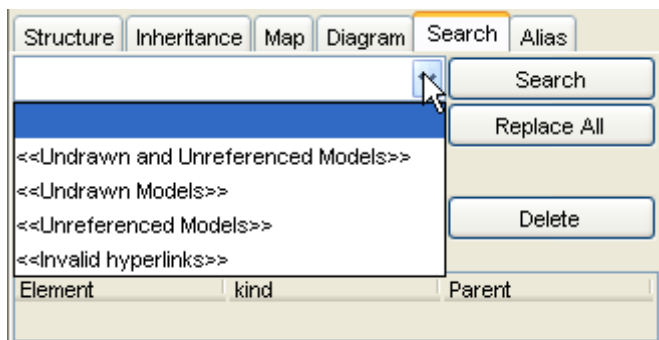 Structure Inheritance Map Diagram Search Alias
Search
Replace All
<<Undrawn and Unreferenced Models>>
<<Undrawn Models>>
<<Unreferenced Models>>
Delete
<<Invalid hyperlinks>>
Element kind Parent